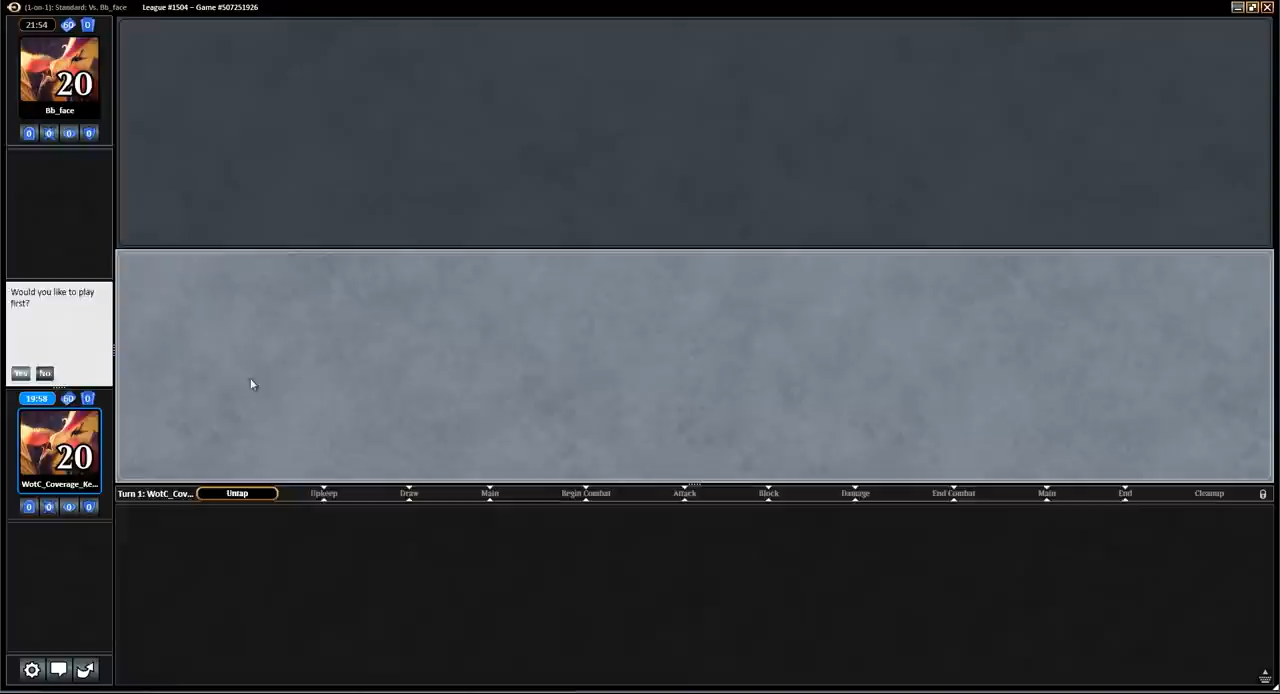 (1-on-1): Standard: Vs. Bb_face
League #1504 – Game #507251926
21:54 60 0
20
Bb_face
0 0 0 0
Would you like to play
first?
Yes No
19:58 60 0
20
WotC_Coverage_Ke...
0 0 0 0
Turn 1: WotC_Cov... Untap Upkeep Draw Main Begin Combat Attack Block Damage End Combat Main End Cleanup